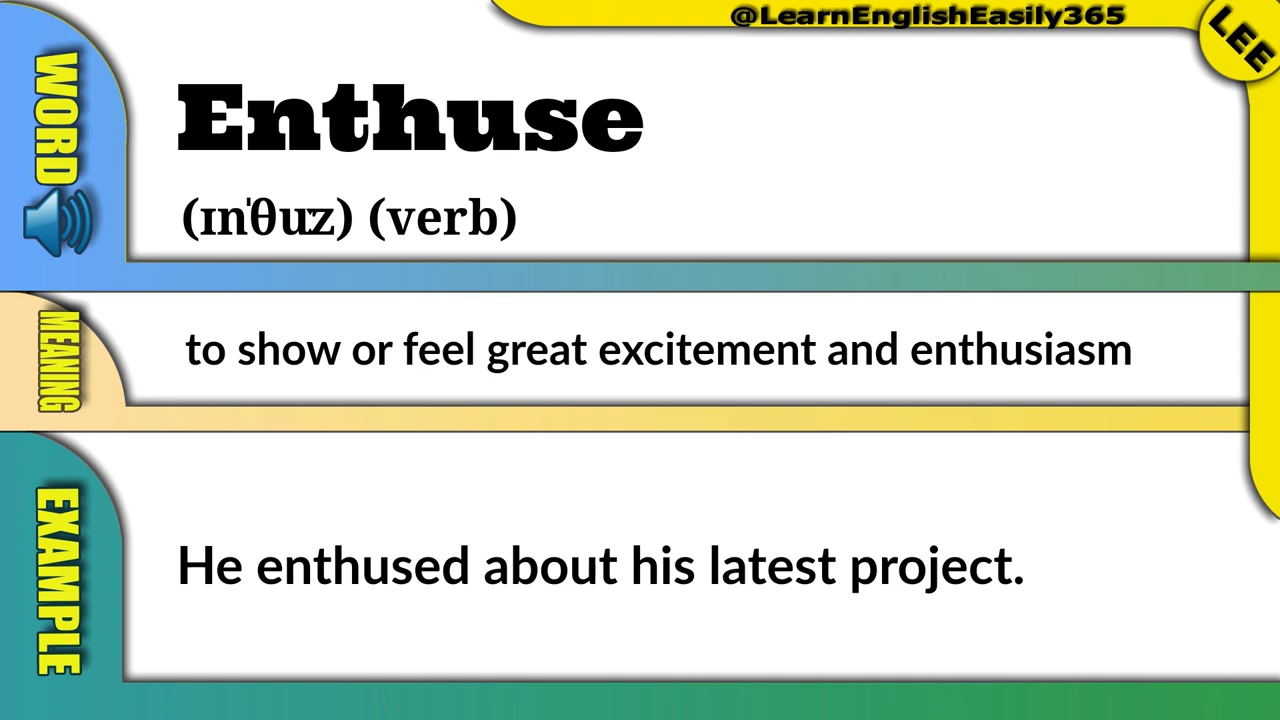 @LearnEnglishEasily365
LEE
WORD
Enthuse
(ɪnˈθuz) (verb)
MEANING
to show or feel great excitement and enthusiasm
EXAMPLE
He enthused about his latest project.